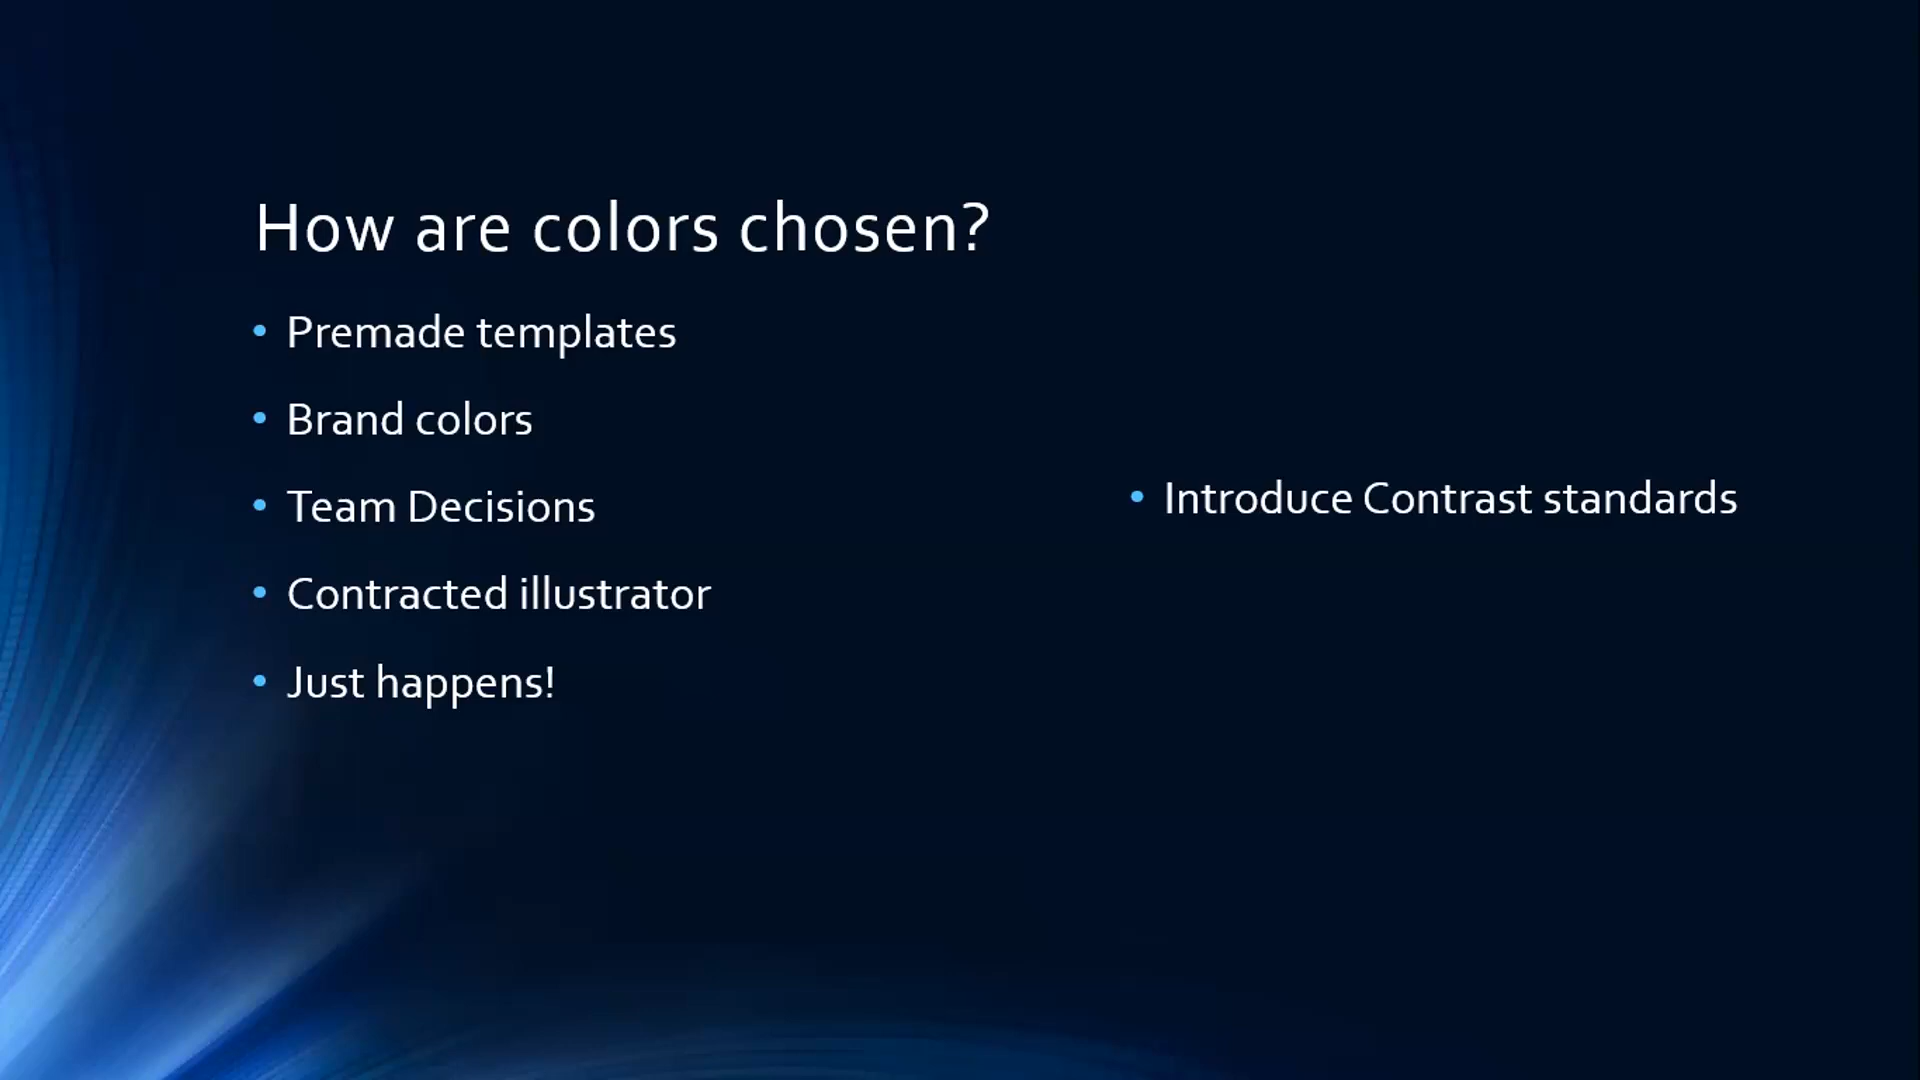 How are colors chosen?
• Premade templates
• Brand colors
• Team Decisions
• Contracted illustrator
• Just happens!
• Introduce Contrast standards